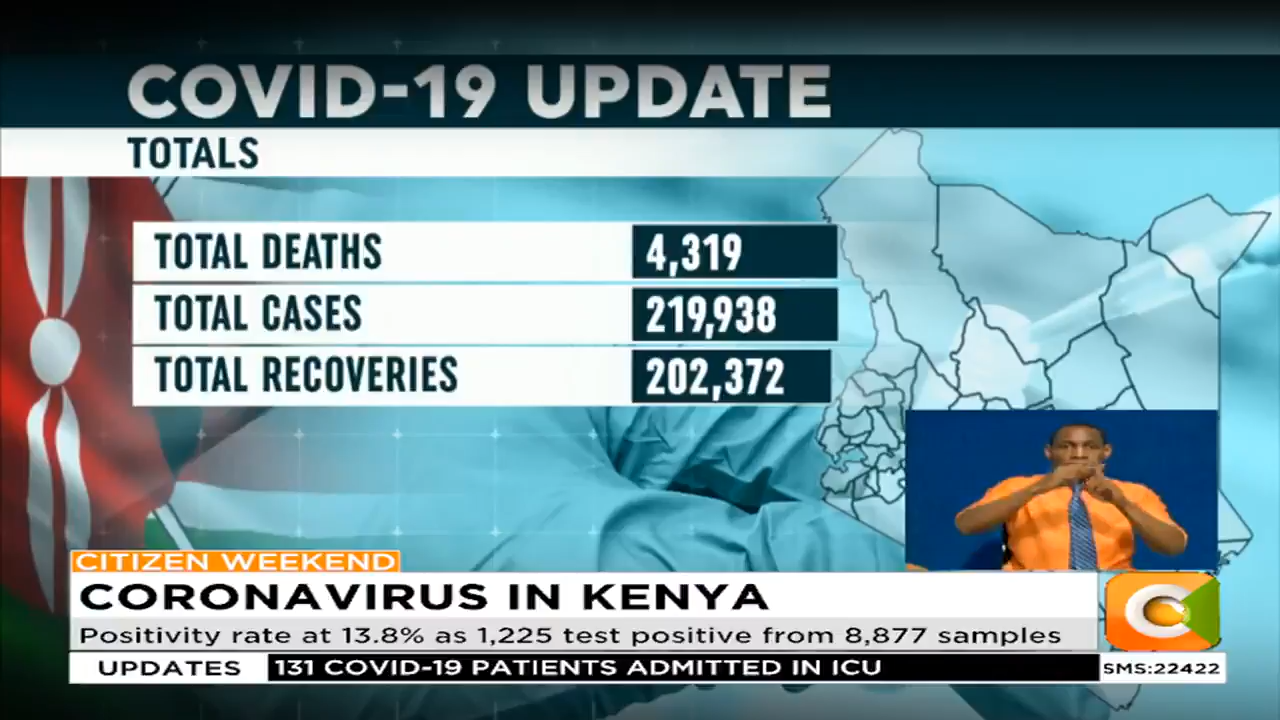 COVID-19 UPDATE
TOTALS
TOTAL DEATHS 4,319
TOTAL CASES 219,938
TOTAL RECOVERIES 202,372
CITIZEN WEEKEND
CORONAVIRUS IN KENYA
Positivity rate at 13.8% as 1,225 test positive from 8,877 samples
UPDATES 131 COVID-19 PATIENTS ADMITTED IN ICU SMS:22422